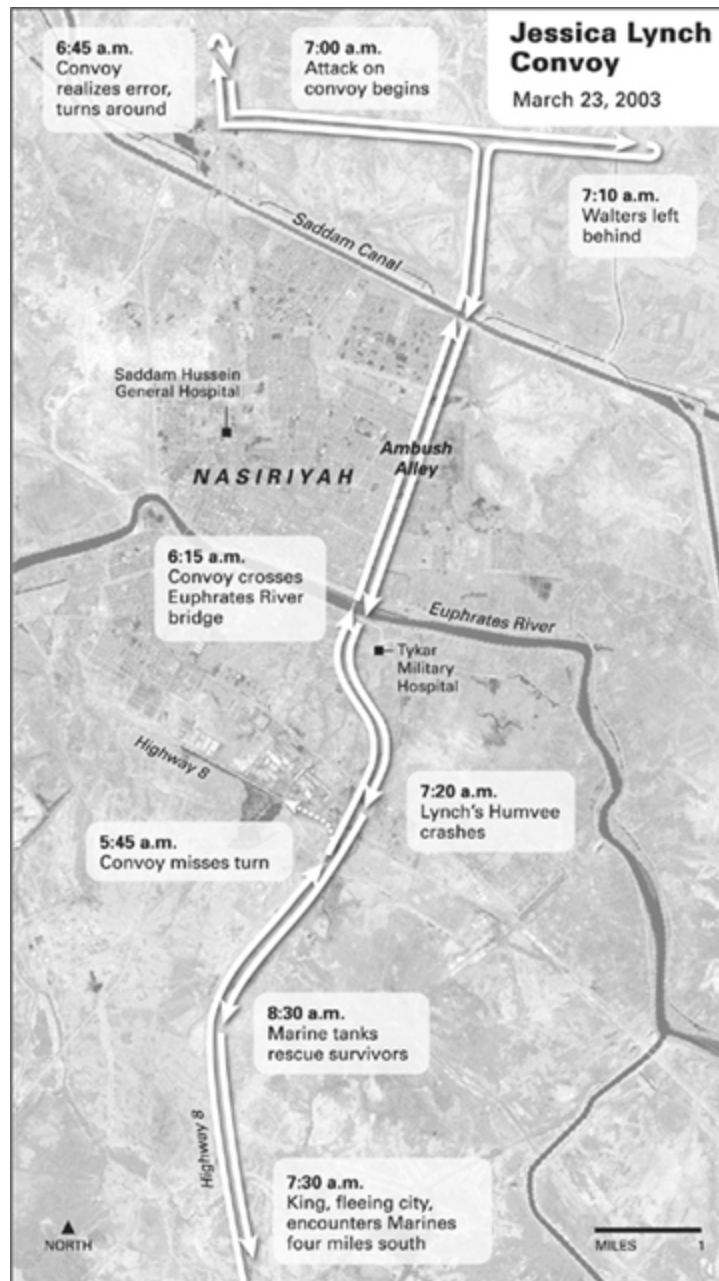 Jessica Lynch
Convoy
March 23, 2003
6:45 a.m.
Convoy
realizes error,
turns around
7:00 a.m.
Attack on
convoy begins
7:10 a.m.
Walters left
behind
Saddam Canal
Saddam Hussein
General Hospital
NASIRIYAH
Ambush
Alley
6:15 a.m.
Convoy crosses
Euphrates River
bridge
Euphrates River
Tykar
Military
Hospital
Highway 8
7:20 a.m.
Lynch's Humvee
crashes
5:45 a.m.
Convoy misses turn
8:30 a.m.
Marine tanks
rescue survivors
Highway 8
7:30 a.m.
King, fleeing city,
encounters Marines
four miles south
NORTH
MILES 1